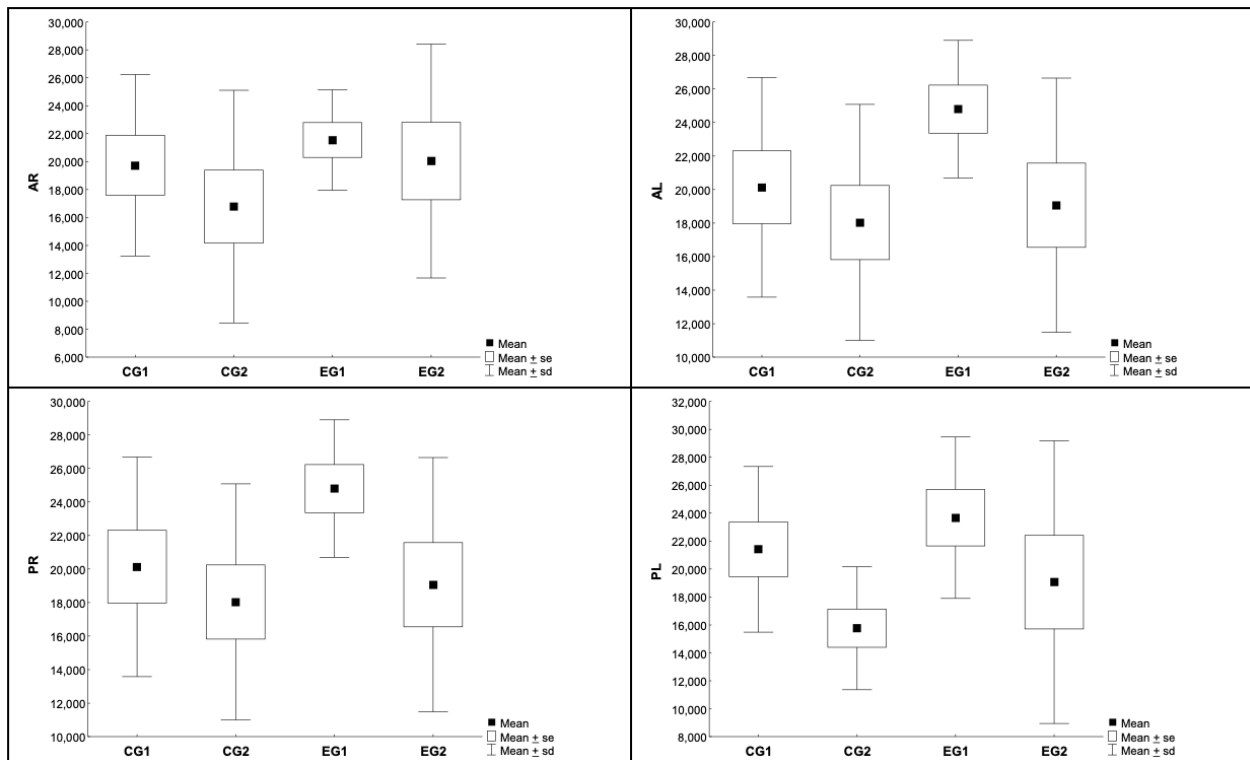 30,000
28,000
26,000
24,000
22,000
20,000
18,000
16,000
14,000
12,000
10,000
8,000
6,000
AR
CG1 CG2 EG1 EG2
Mean
Mean ± se
Mean ± sd
30,000
28,000
26,000
24,000
22,000
20,000
18,000
16,000
14,000
12,000
10,000
AL
CG1 CG2 EG1 EG2
Mean
Mean ± se
Mean ± sd
30,000
28,000
26,000
24,000
22,000
20,000
18,000
16,000
14,000
12,000
10,000
PR
CG1 CG2 EG1 EG2
Mean
Mean ± se
Mean ± sd
32,000
30,000
28,000
26,000
24,000
22,000
20,000
18,000
16,000
14,000
12,000
10,000
8,000
PL
CG1 CG2 EG1 EG2
Mean
Mean ± se
Mean ± sd